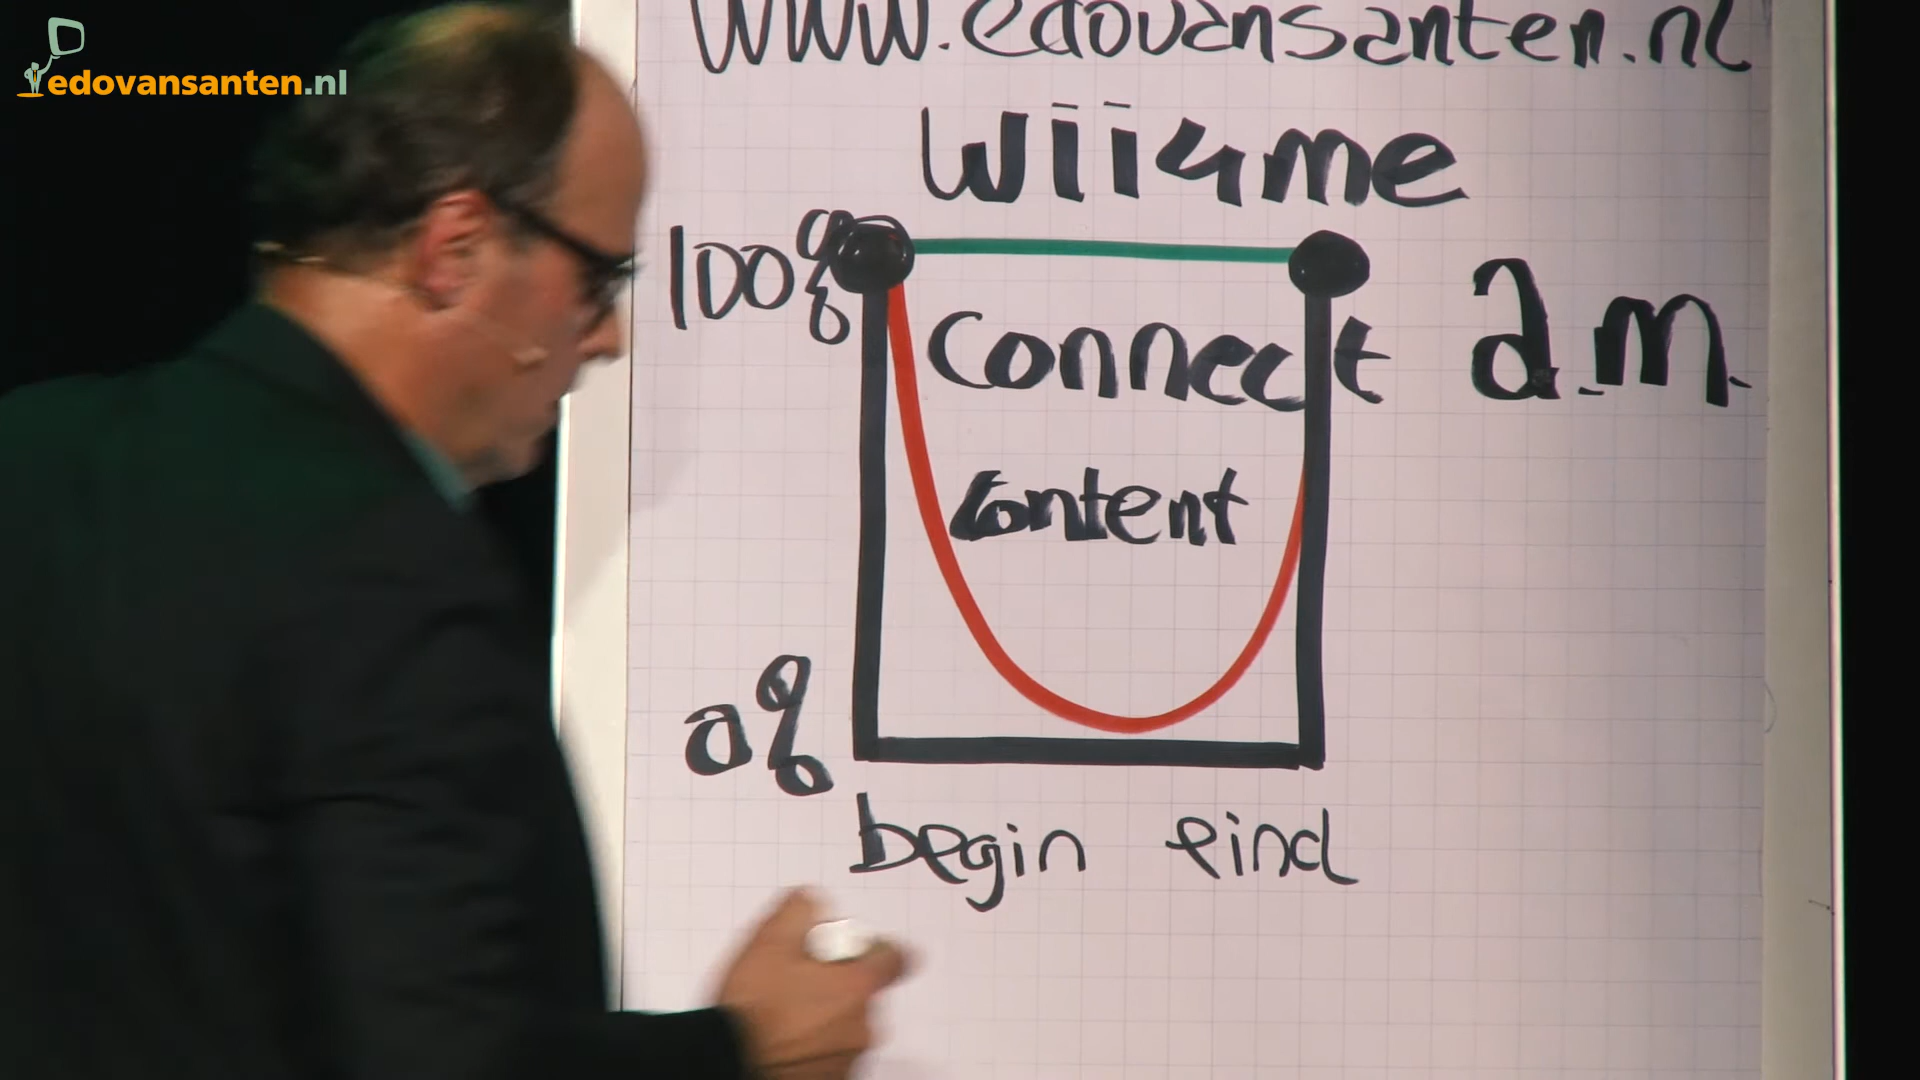 edovansanten.nl
www.edovansanten.nl
wii4me
100%
connect a.m.
content
0%
begin eind